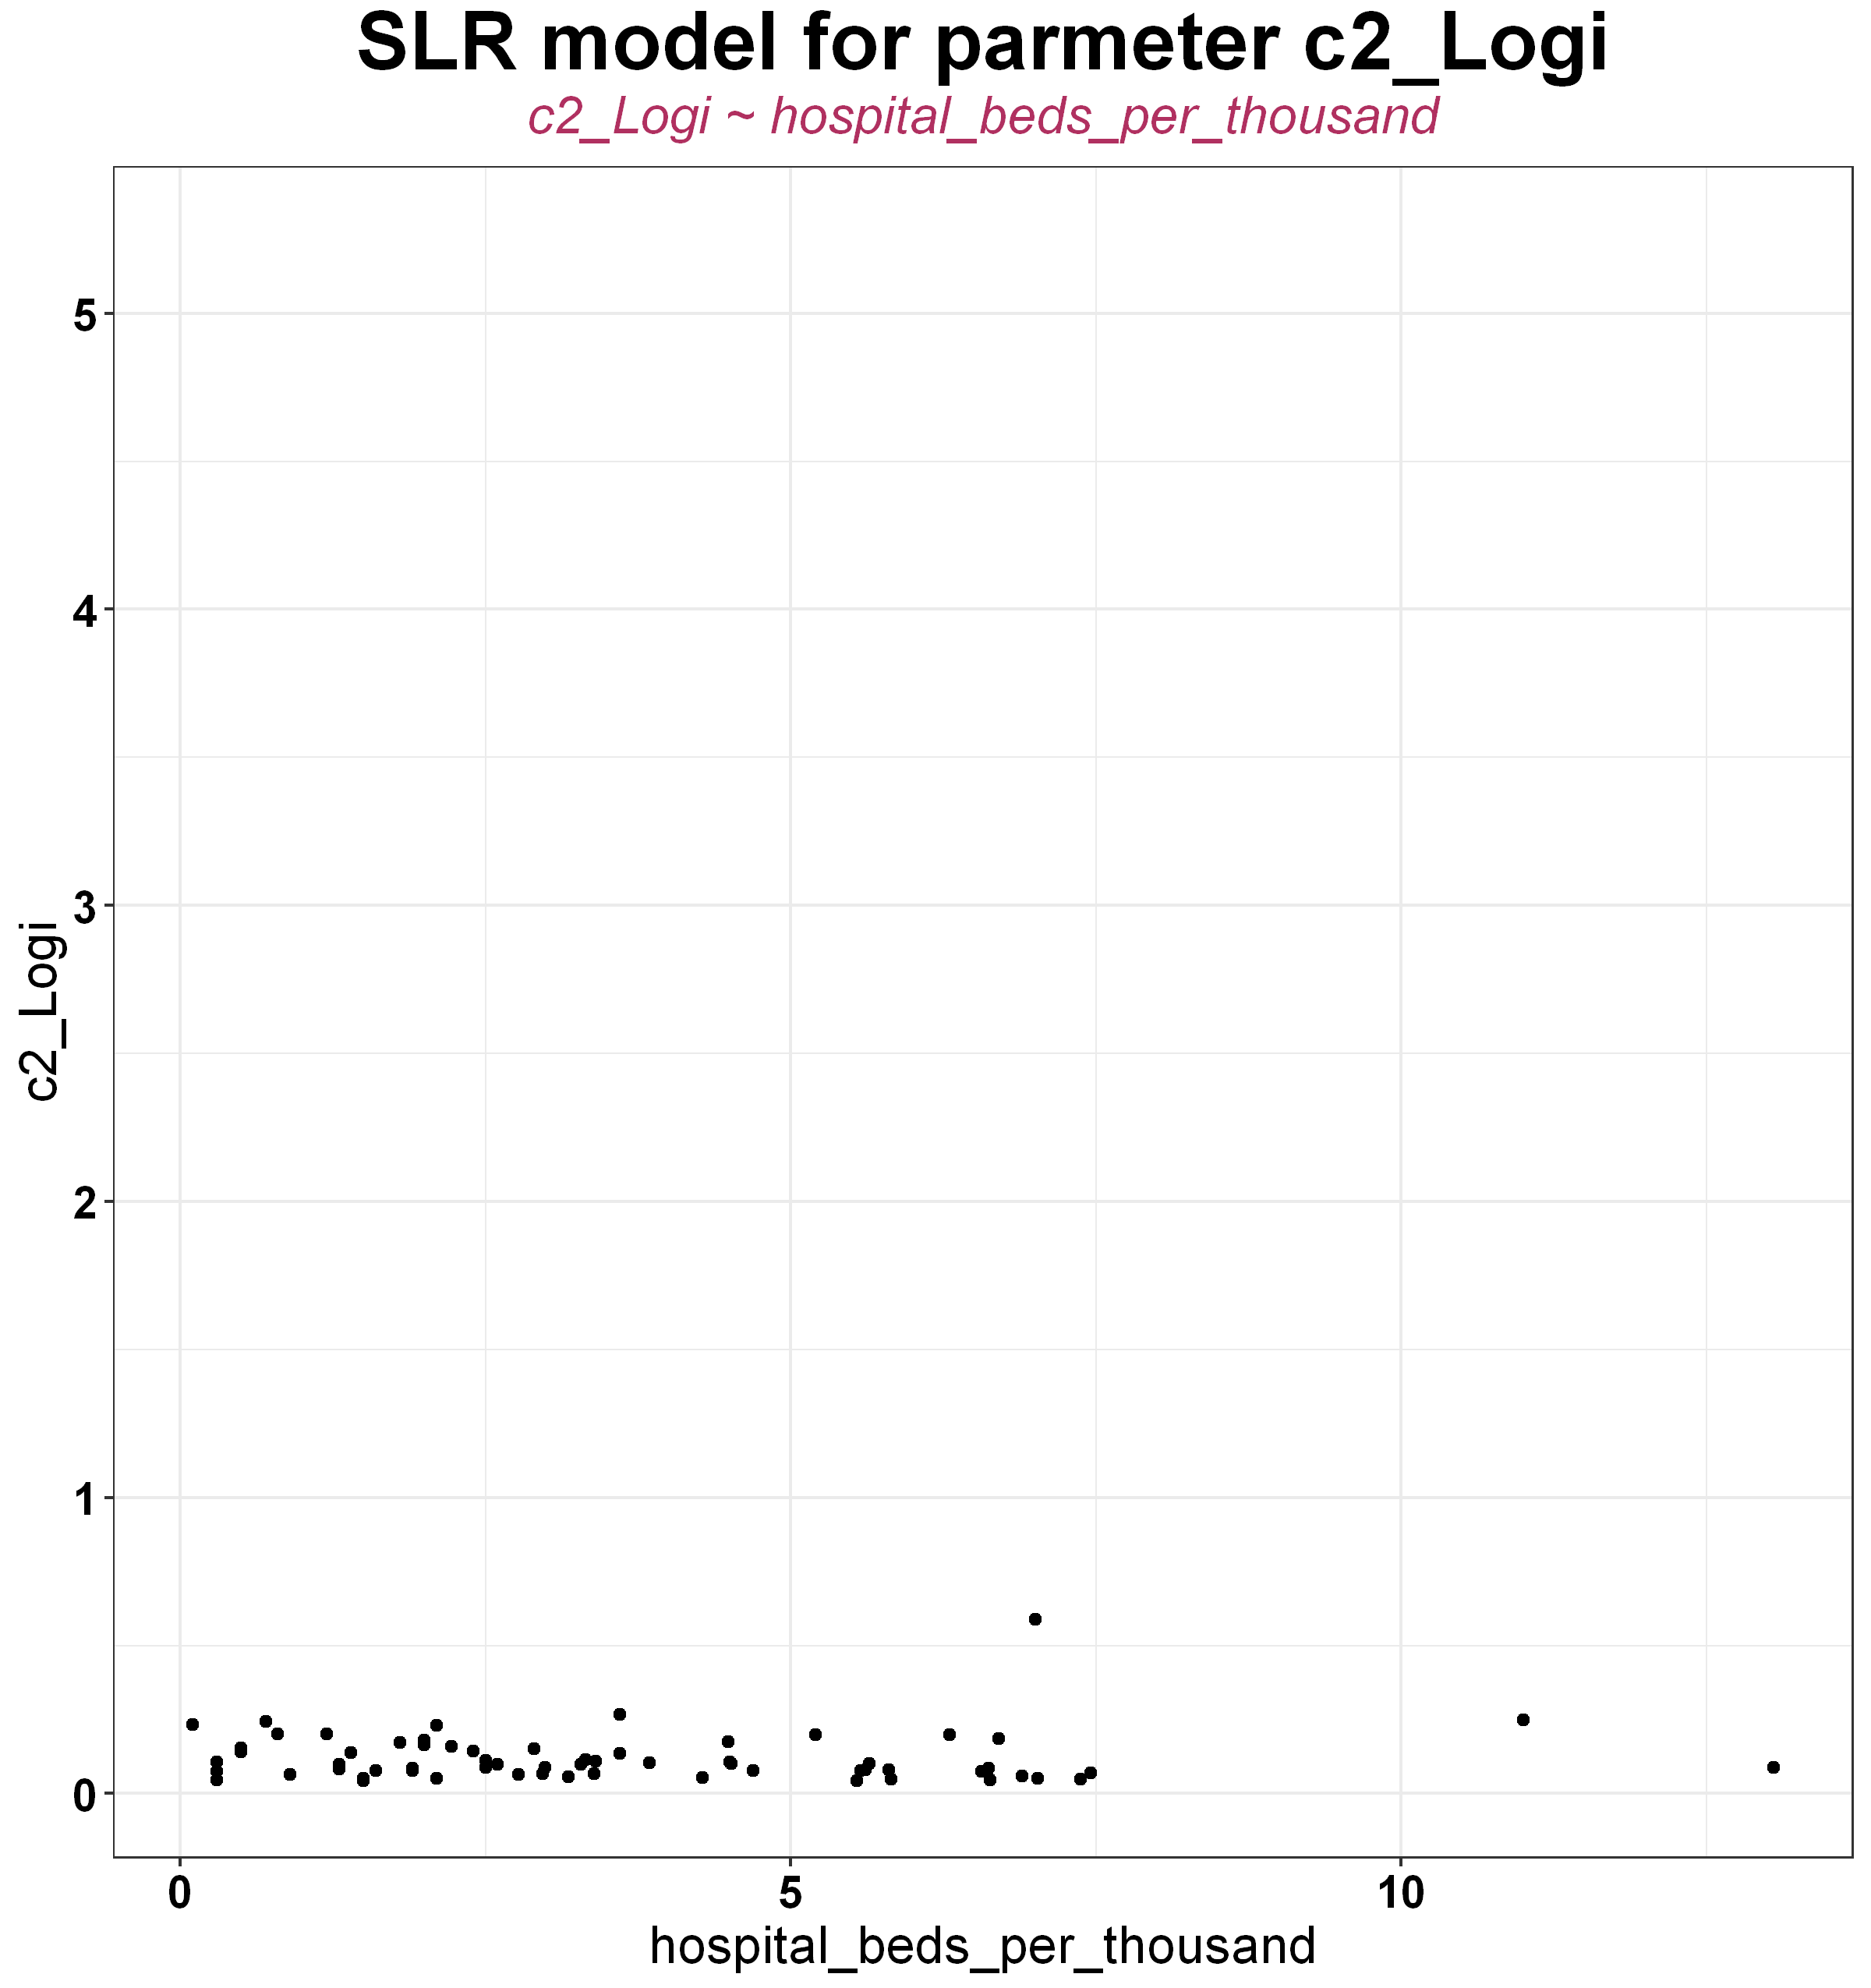 SLR model for parmeter c2_Logi
c2_Logi ~ hospital_beds_per_thousand
5
4
3
2
1
0
c2_Logi
0 5 10
hospital_beds_per_thousand